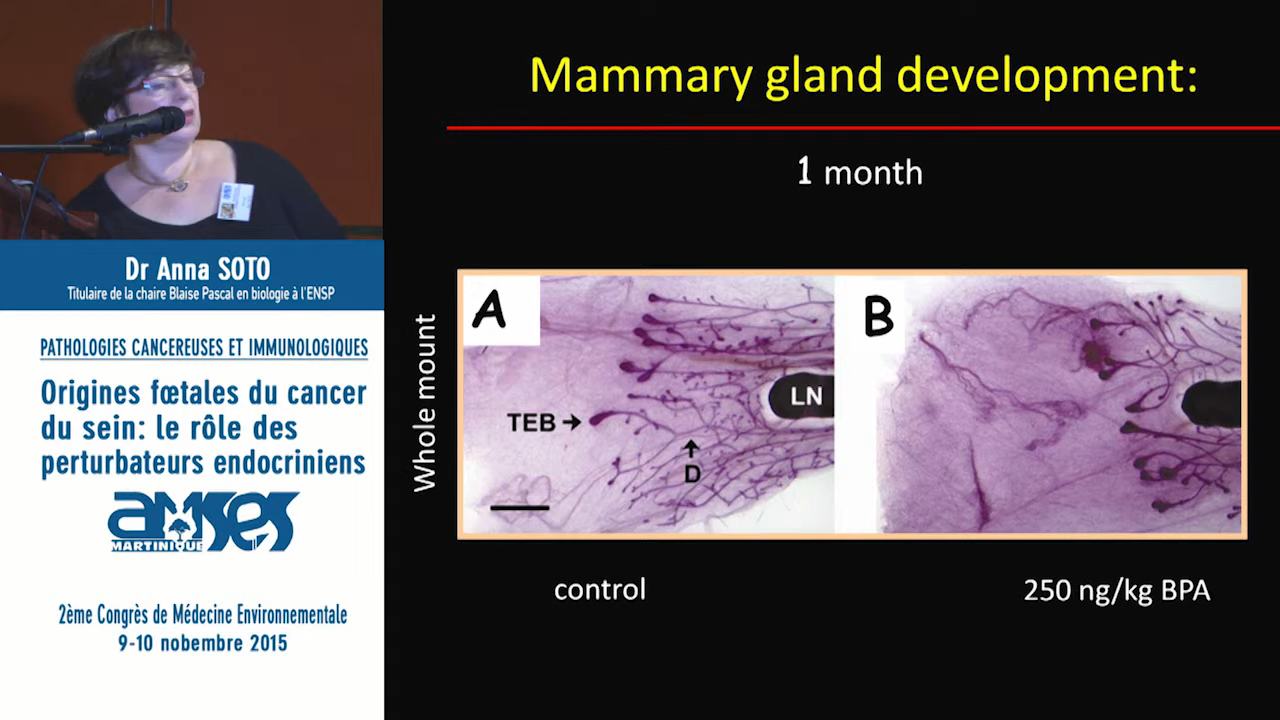 Mammary gland development:
1 month
Whole mount
A
B
LN
TEB
D
control
250 ng/kg BPA
Dr Anna SOTO
Titulaire de la chaire Blaise Pascal en biologie à l'ENSP
PATHOLOGIES CANCEREUSES ET IMMUNOLOGIQUES
Origines fœtales du cancer
du sein: le rôle des
perturbateurs endocriniens
amses
MARTINIQUE
2ème Congrès de Médecine Environnementale
9-10 nobembre 2015